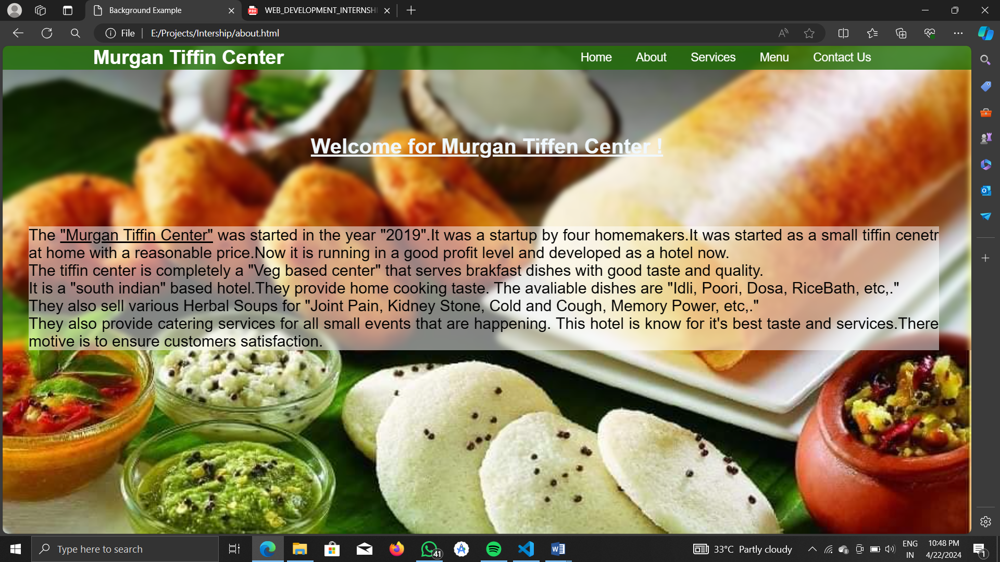 Background Example
WEB_DEVELOPMENT_INTERNSHI
File
E:/Projects/Intership/about.html
Murgan Tiffin Center
Home About Services Menu Contact Us
Welcome for Murgan Tiffen Center !
The "Murgan Tiffin Center" was started in the year "2019".It was a startup by four homemakers.It was started as a small tiffin cenetr
at home with a reasonable price.Now it is running in a good profit level and developed as a hotel now.
The tiffin center is completely a "Veg based center" that serves brakfast dishes with good taste and quality.
It is a "south indian" based hotel.They provide home cooking taste. The avaliable dishes are "Idli, Poori, Dosa, RiceBath, etc,."
They also sell various Herbal Soups for "Joint Pain, Kidney Stone, Cold and Cough, Memory Power, etc,."
They also provide catering services for all small events that are happening. This hotel is know for it's best taste and services.There
motive is to ensure customers satisfaction.
Type here to search
41
33°C Partly cloudy
ENG
IN
10:48 PM
4/22/2024
1